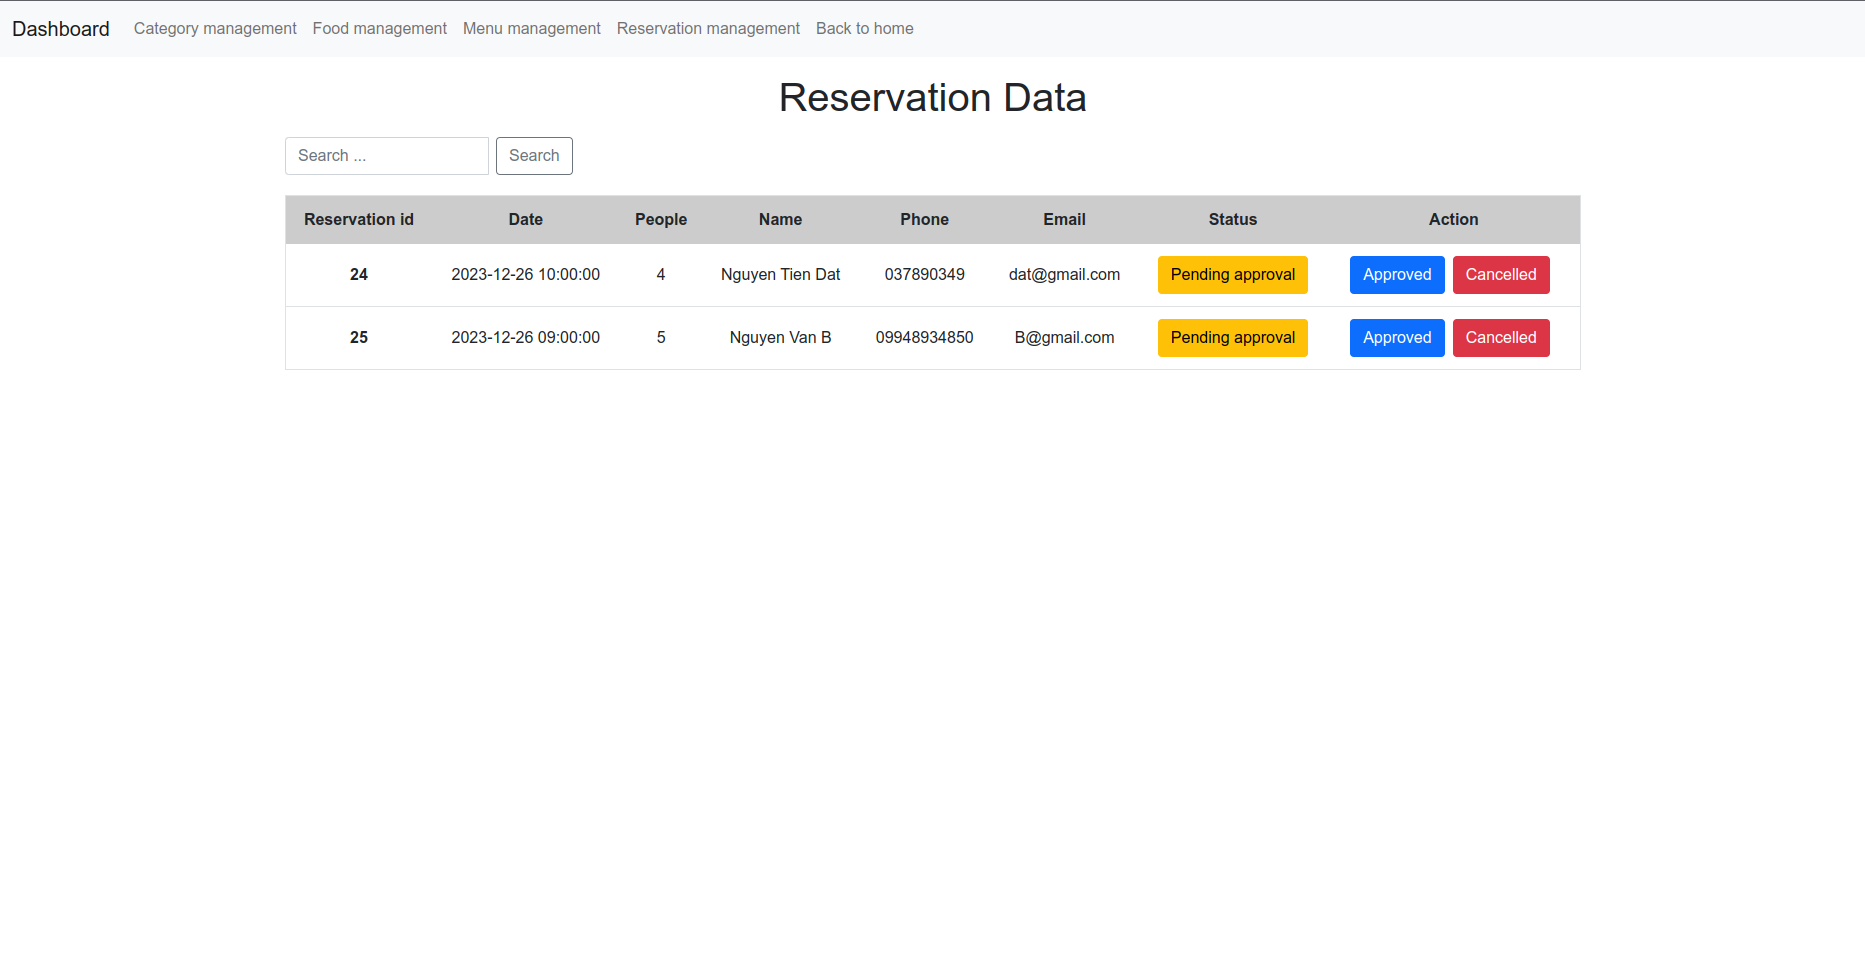 Dashboard Category management Food management Menu management Reservation management Back to home
Reservation Data
Search ... Search
Reservation id Date People Name Phone Email Status Action
24 2023-12-26 10:00:00 4 Nguyen Tien Dat 037890349 dat@gmail.com Pending approval Approved Cancelled
25 2023-12-26 09:00:00 5 Nguyen Van B 09948934850 B@gmail.com Pending approval Approved Cancelled